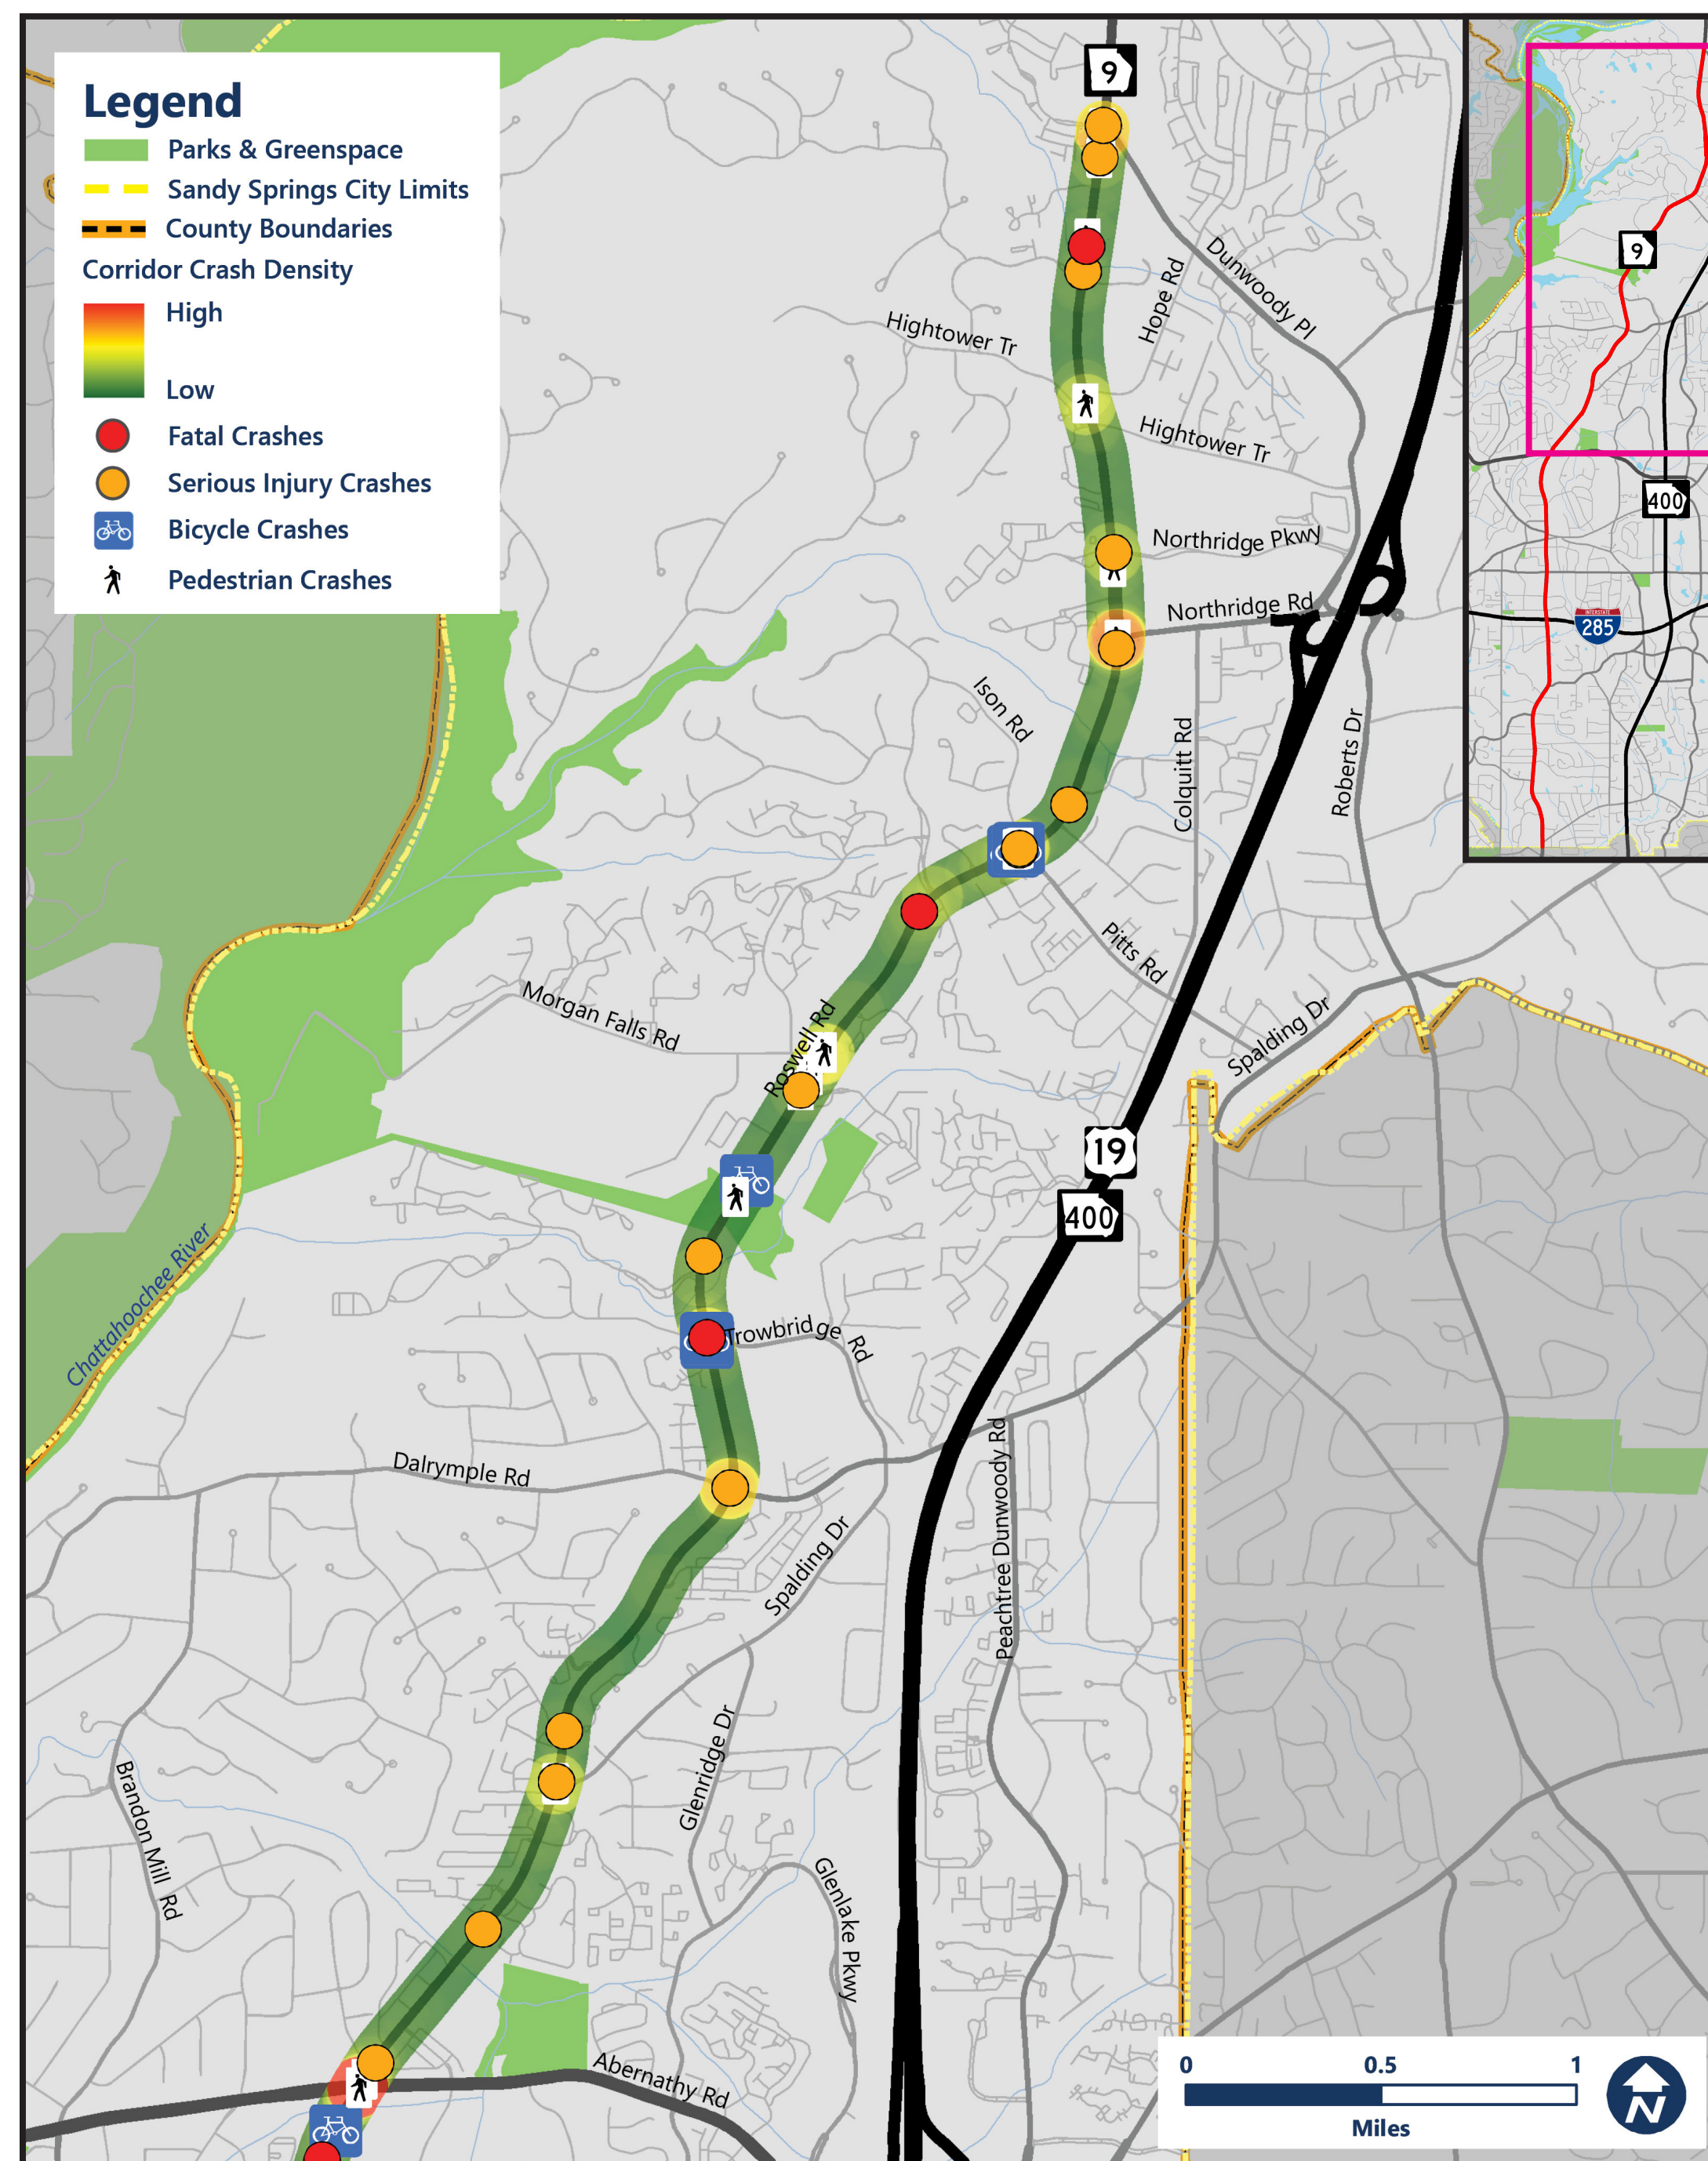 Legend
Parks & Greenspace
Sandy Springs City Limits
County Boundaries
Corridor Crash Density
High
Low
Fatal Crashes
Serious Injury Crashes
Bicycle Crashes
Pedestrian Crashes
9
9
400
INTERSTATE
285
Dunwoody Pl
Hope Rd
Hightower Tr
Hightower Tr
Northridge Pkwy
Northridge Rd
Ison Rd
Colquitt Rd
Roberts Dr
Pitts Rd
Morgan Falls Rd
Roswell Rd
Spalding Dr
19
400
Chattahoochee River
Trowbridge Rd
Dalrymple Rd
Peachtree Dunwoody Rd
Spalding Dr
Glenridge Dr
Brandon Mill Rd
Glenlake Pkwy
Abernathy Rd
0 0.5 1
Miles
N